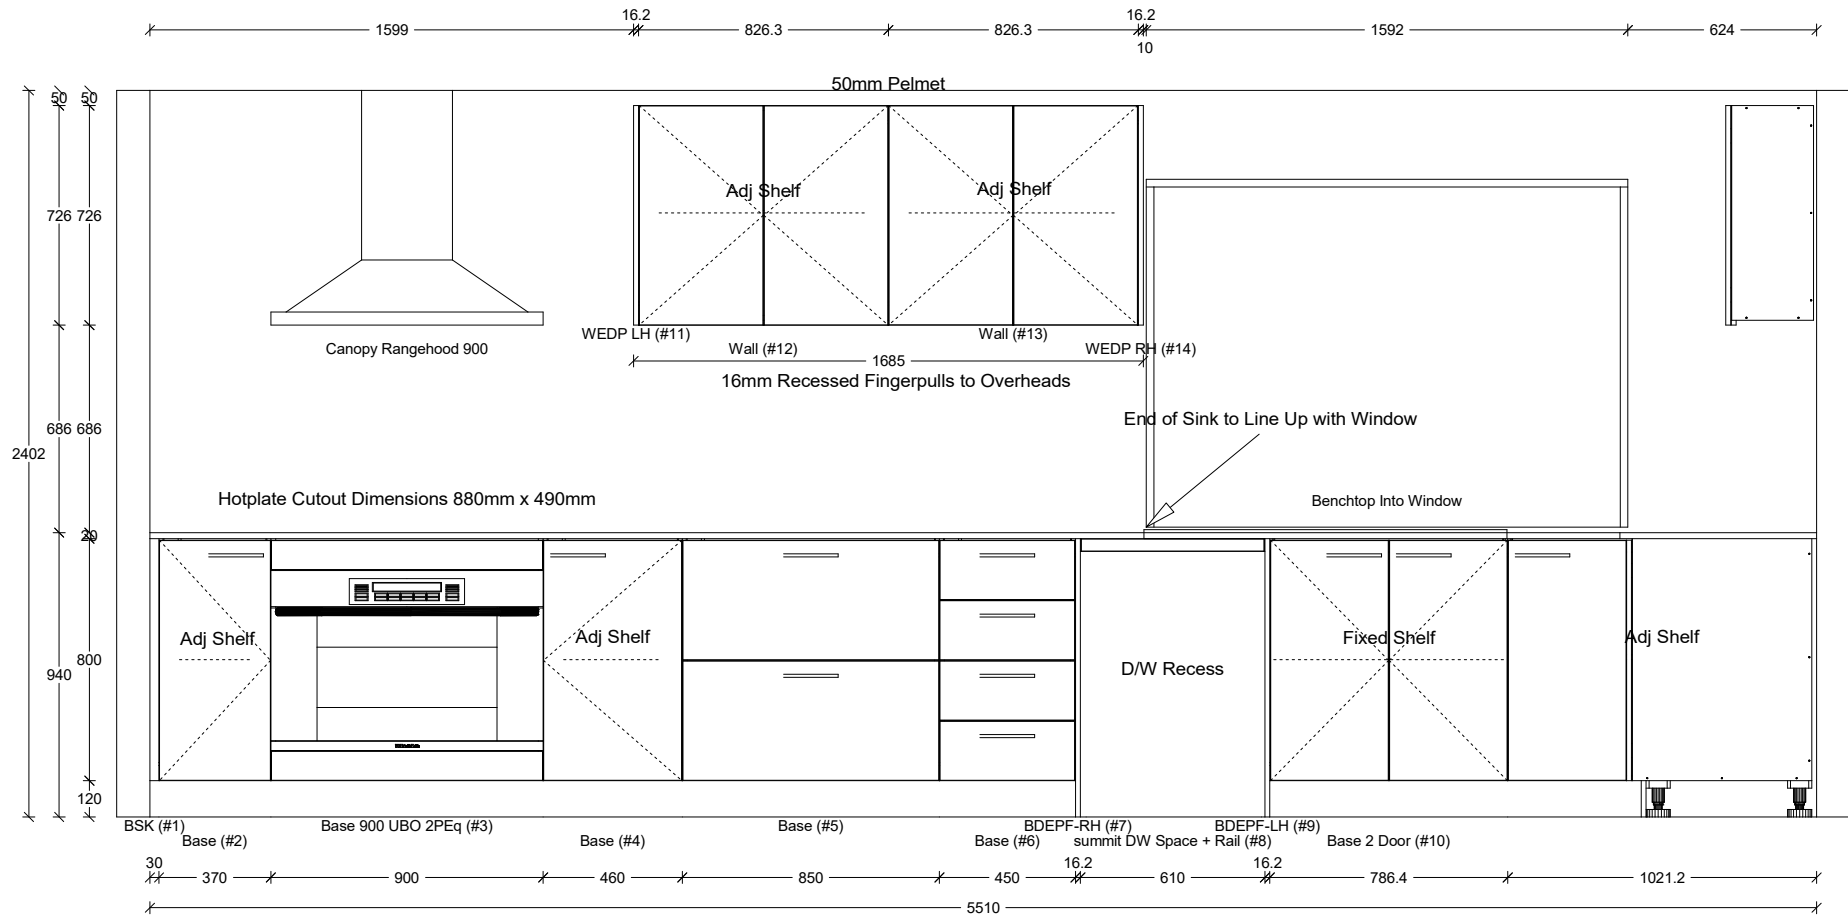 16.2 16.2
1599 826.3 826.3 1592 624
10
50mm Pelmet
50 50
Adj Shelf Adj Shelf
726 726
WEDP LH (#11) Wall (#13)
Canopy Rangehood 900 Wall (#12) WEDP RH (#14)
1685
16mm Recessed Fingerpulls to Overheads
End of Sink to Line Up with Window
686 686
2402
Hotplate Cutout Dimensions 880mm x 490mm Benchtop Into Window
20
Adj Shelf Adj Shelf Fixed Shelf Adj Shelf
800
D/W Recess
940
120
BSK (#1) Base 900 UBO 2PEq (#3) Base (#5) BDEPF-RH (#7) BDEPF-LH (#9)
Base (#2) Base (#4) Base (#6) summit DW Space + Rail (#8) Base 2 Door (#10)
30 16.2 16.2
370 900 460 850 450 610 786.4 1021.2
5510